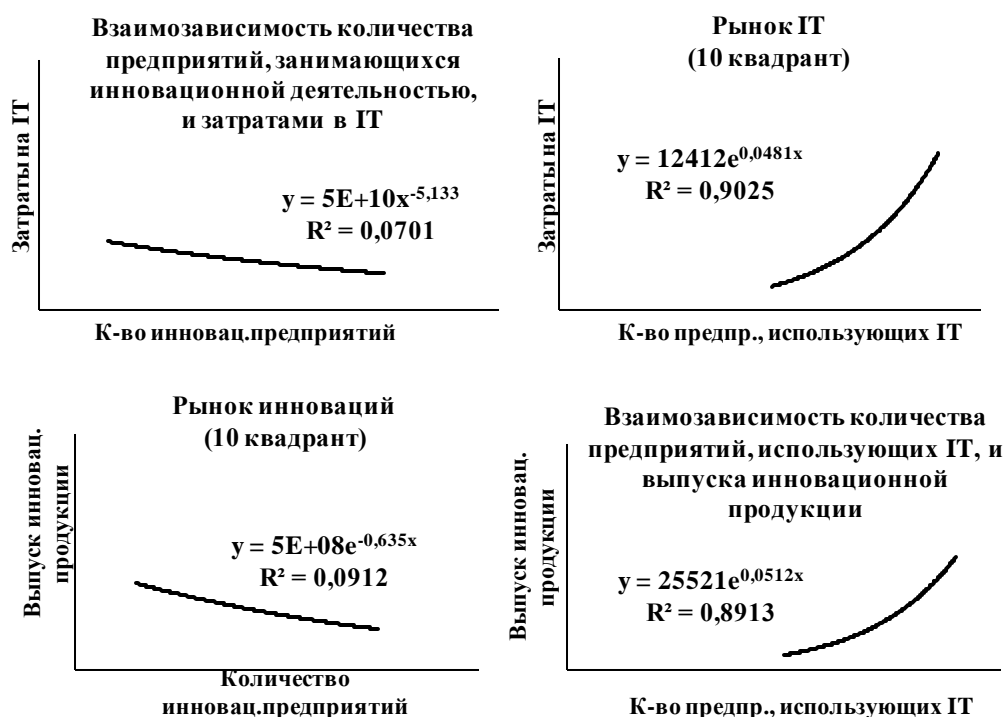 Взаимозависимость количества
предприятий, занимающихся
инновационной деятельностью,
и затратами в IT
Затраты на IT
y = 5E+10x-5,133
R² = 0,0701
К-во инновац.предприятий
Рынок IT
(10 квадрант)
Затраты на IT
y = 12412e0,0481x
R² = 0,9025
К-во предпр., использующих IT
Рынок инноваций
(10 квадрант)
Выпуск инновац.
продукции
y = 5E+08e-0,635x
R² = 0,0912
Количество
инновац.предприятий
Взаимозависимость количества
предприятий, использующих IT, и
выпуска инновационной
продукции
Выпуск инновац.
продукции
y = 25521e0,0512x
R² = 0,8913
К-во предпр., использующих IT